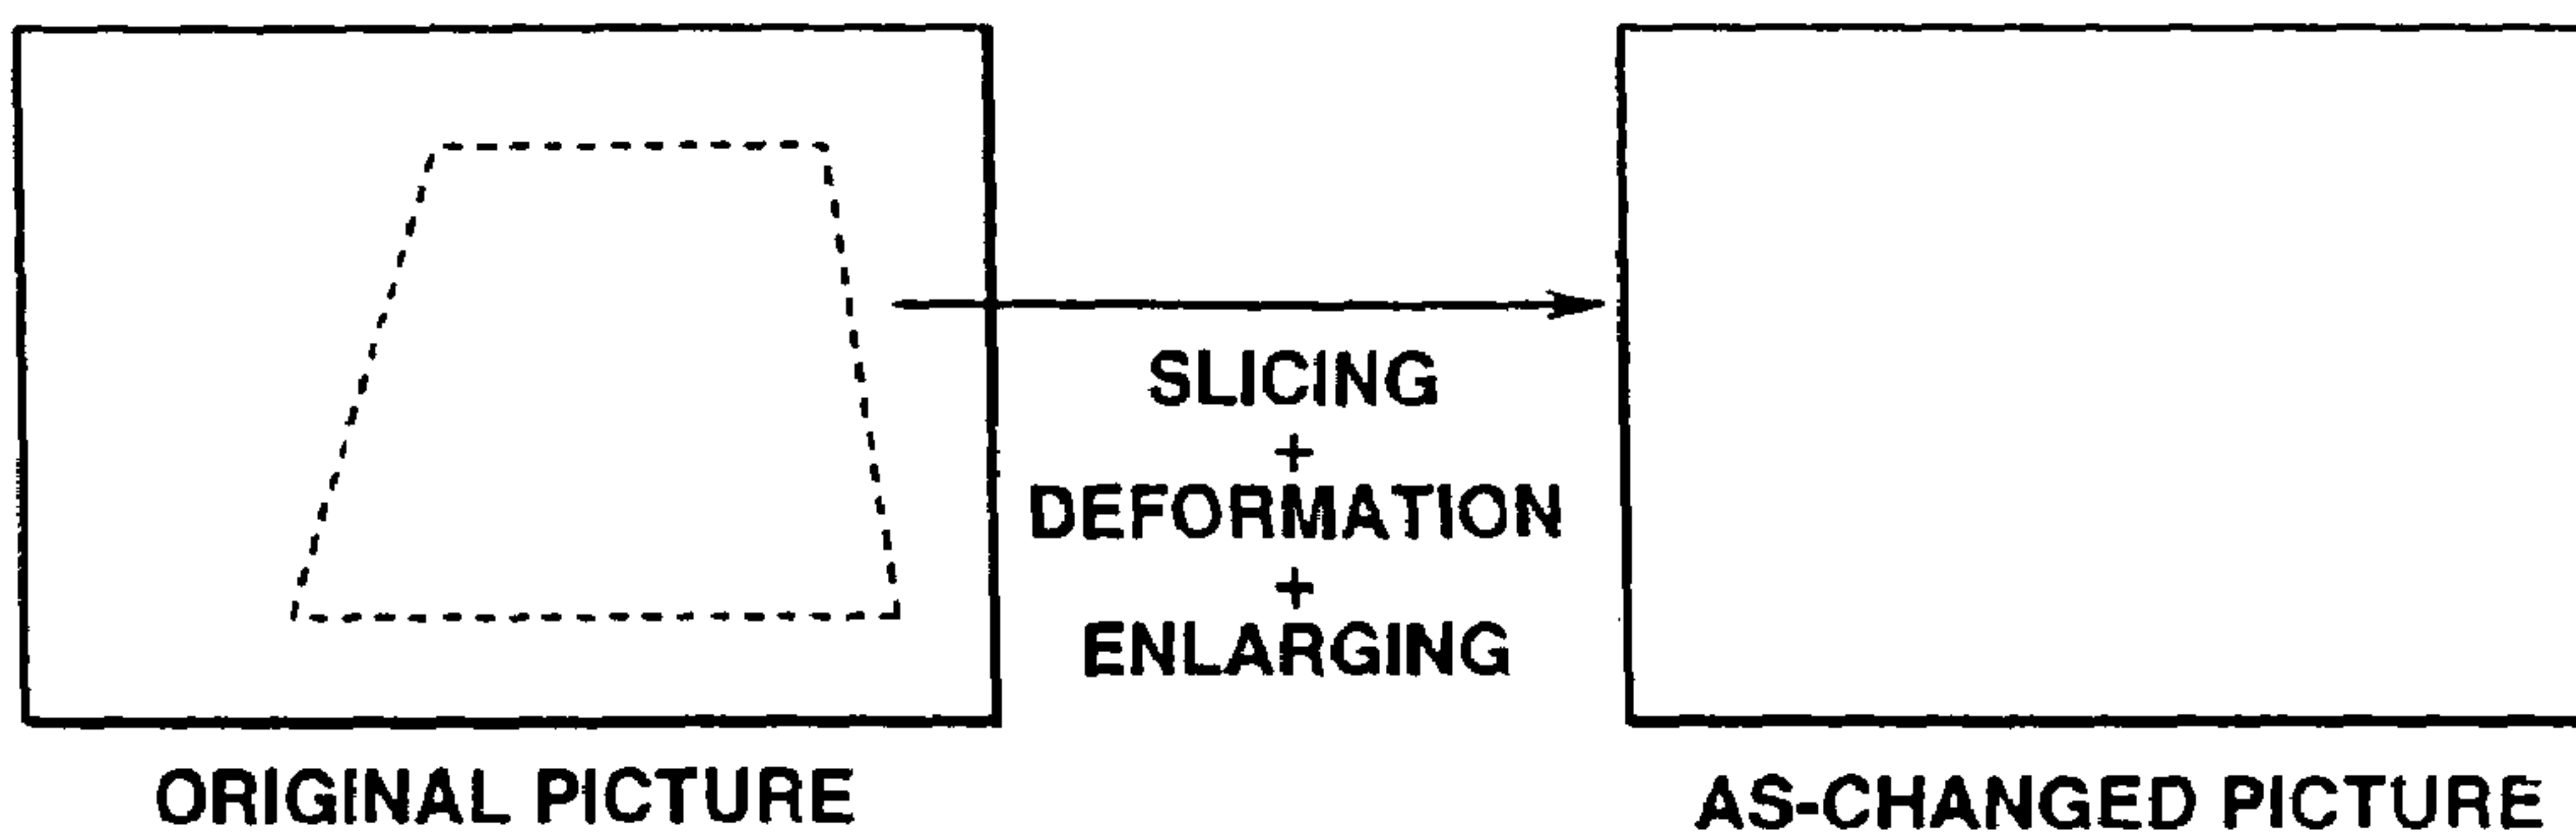 SLICING
+
DEFORMATION
+
ENLARGING
ORIGINAL PICTURE
AS-CHANGED PICTURE